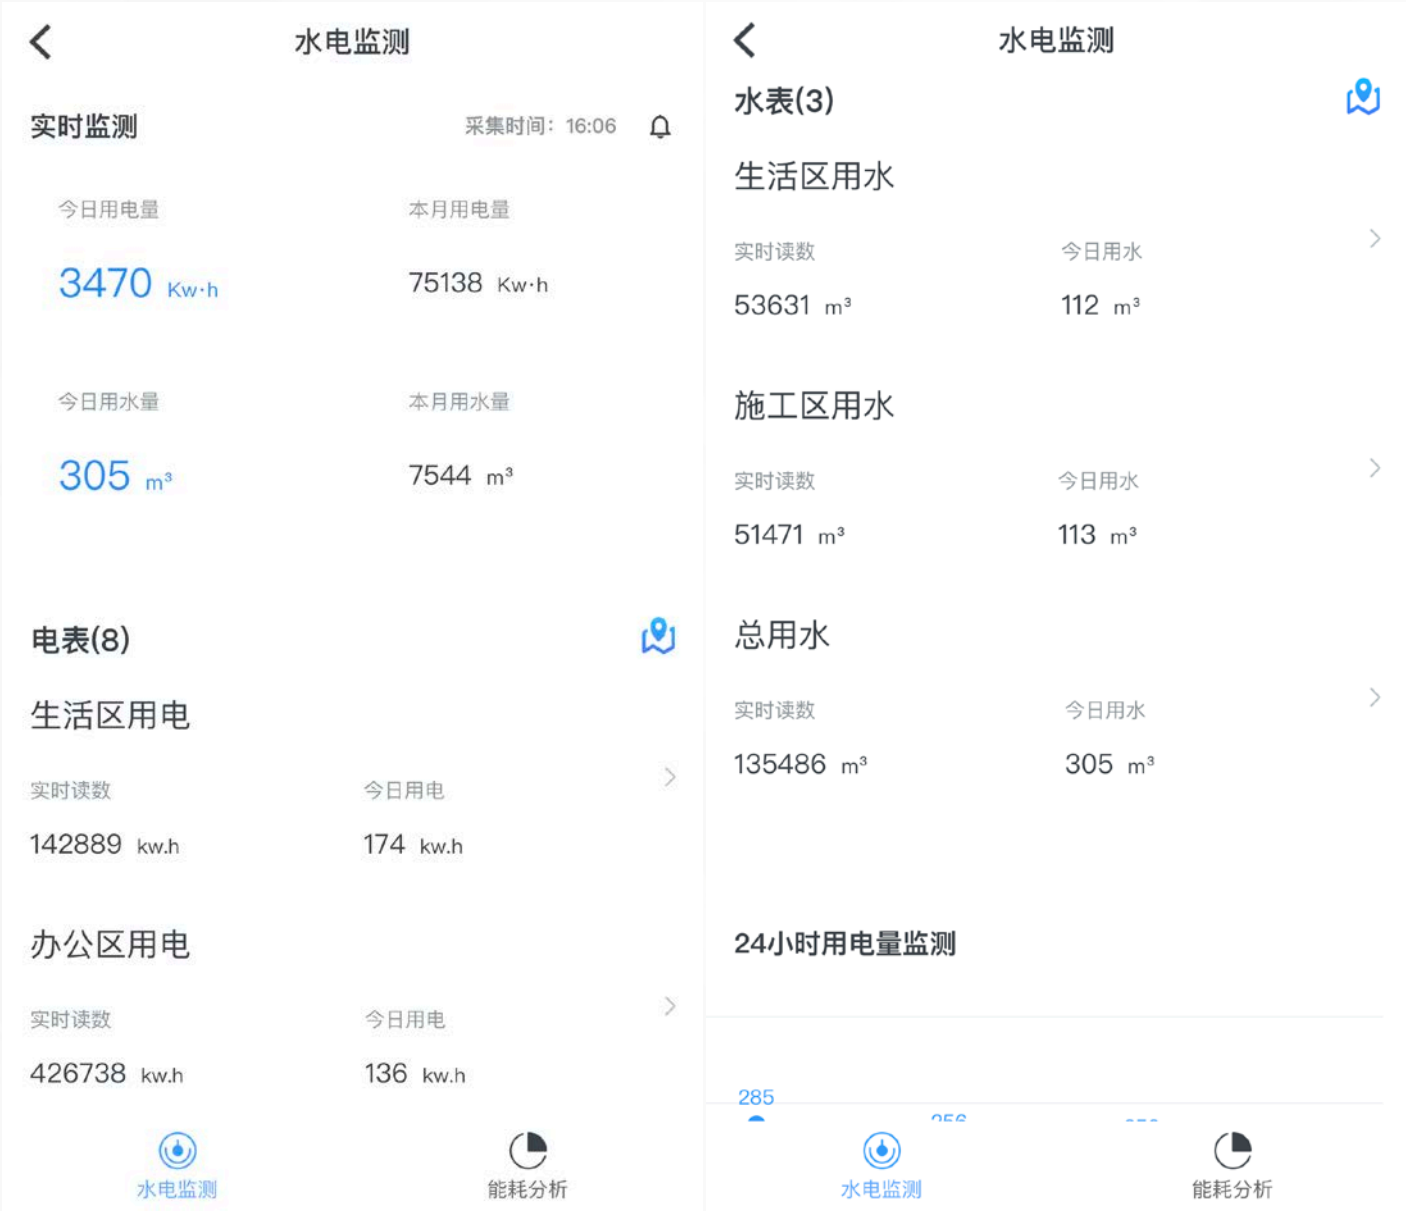 水电监测
实时监测
采集时间：16:06
今日用电量
本月用电量
3470 Kw·h
75138 Kw·h
今日用水量
本月用水量
305 m³
7544 m³
电表(8)
生活区用电
实时读数
今日用电
142889 kw.h
174 kw.h
办公区用电
实时读数
今日用电
426738 kw.h
136 kw.h
水电监测
能耗分析
水电监测
水表(3)
生活区用水
实时读数
今日用水
53631 m³
112 m³
施工区用水
实时读数
今日用水
51471 m³
113 m³
总用水
实时读数
今日用水
135486 m³
305 m³
24小时用电量监测
285
水电监测
能耗分析